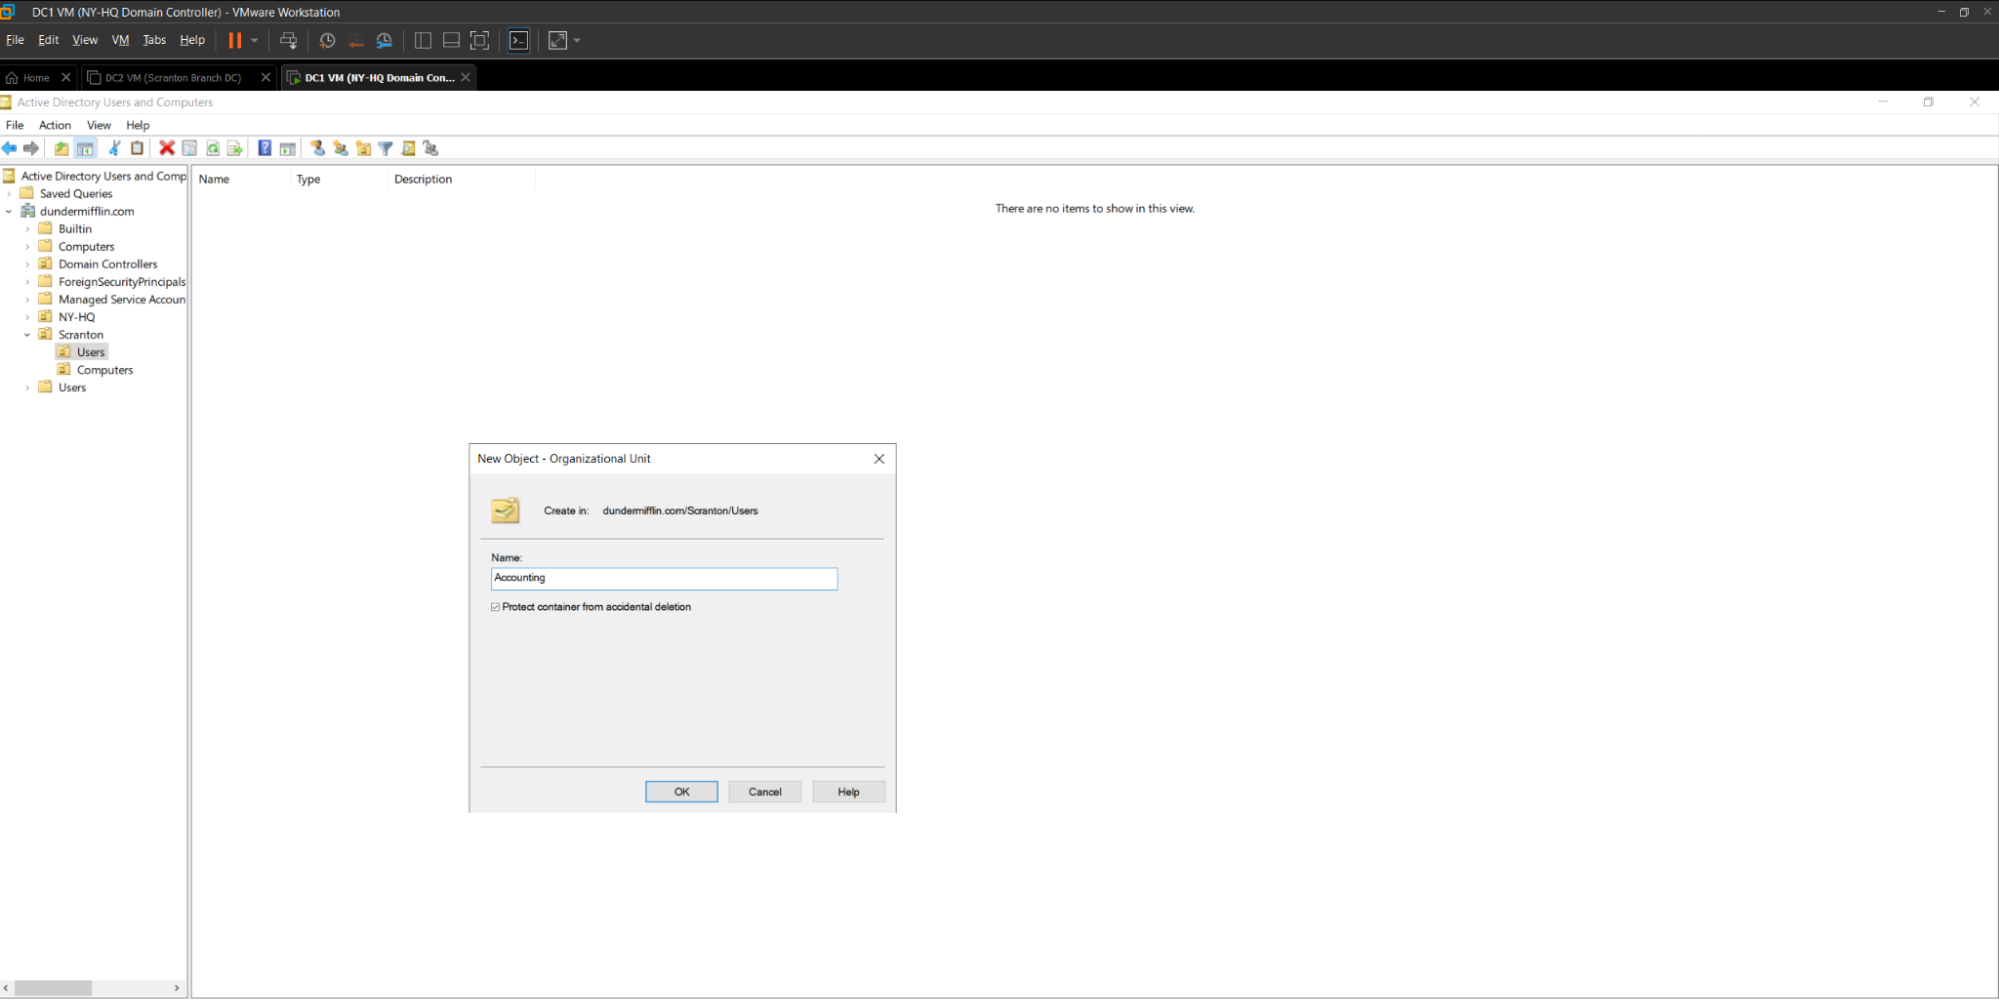 DC1 VM (NY-HQ Domain Controller) - VMware Workstation
File Edit View VM Tabs Help
Home DC2 VM (Scranton Branch DC) DC1 VM (NY-HQ Domain Con...
Active Directory Users and Computers
File Action View Help
Active Directory Users and Comp
Saved Queries
dundermifflin.com
Builtin
Computers
Domain Controllers
ForeignSecurityPrincipals
Managed Service Accoun
NY-HQ
Scranton
Users
Computers
Users
Name Type Description
There are no items to show in this view.
New Object - Organizational Unit
Create in: dundermifflin.com/Scranton/Users
Name:
Accounting
Protect container from accidental deletion
OK Cancel Help